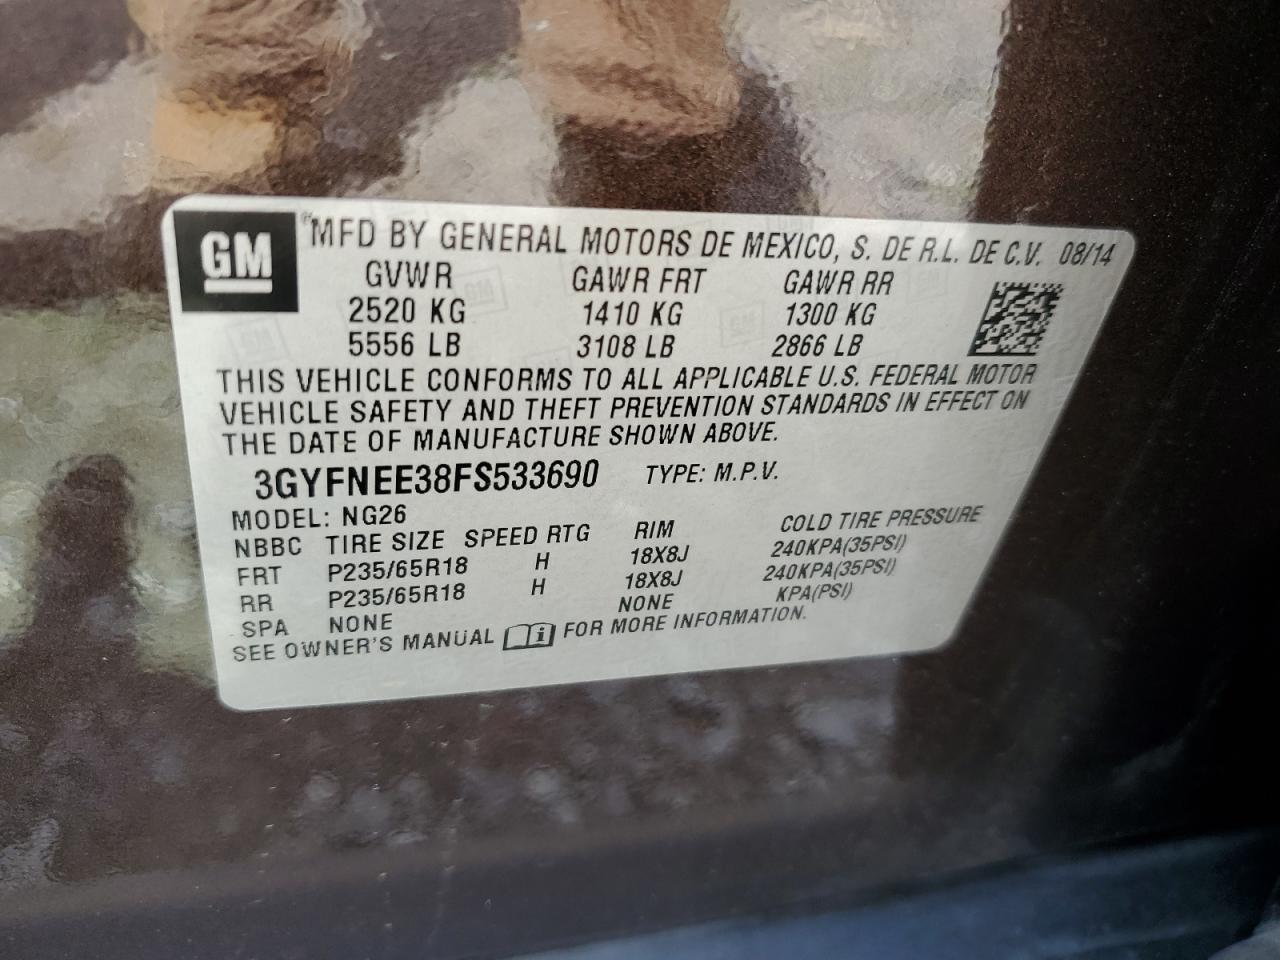 GM
MFD BY GENERAL MOTORS DE MEXICO, S. DE R.L. DE C.V. 08/14
GVWR GAWR FRT GAWR RR
2520 KG 1410 KG 1300 KG
5556 LB 3108 LB 2866 LB
THIS VEHICLE CONFORMS TO ALL APPLICABLE U.S. FEDERAL MOTOR
VEHICLE SAFETY AND THEFT PREVENTION STANDARDS IN EFFECT ON
THE DATE OF MANUFACTURE SHOWN ABOVE.
3GYFNEE38FS533690 TYPE: M.P.V.
MODEL: NG26
NBBC TIRE SIZE SPEED RTG RIM COLD TIRE PRESSURE
FRT P235/65R18 H 18X8J 240KPA(35PSI)
RR P235/65R18 H 18X8J 240KPA(35PSI)
SPA NONE NONE KPA(PSI)
SEE OWNER'S MANUAL FOR MORE INFORMATION.